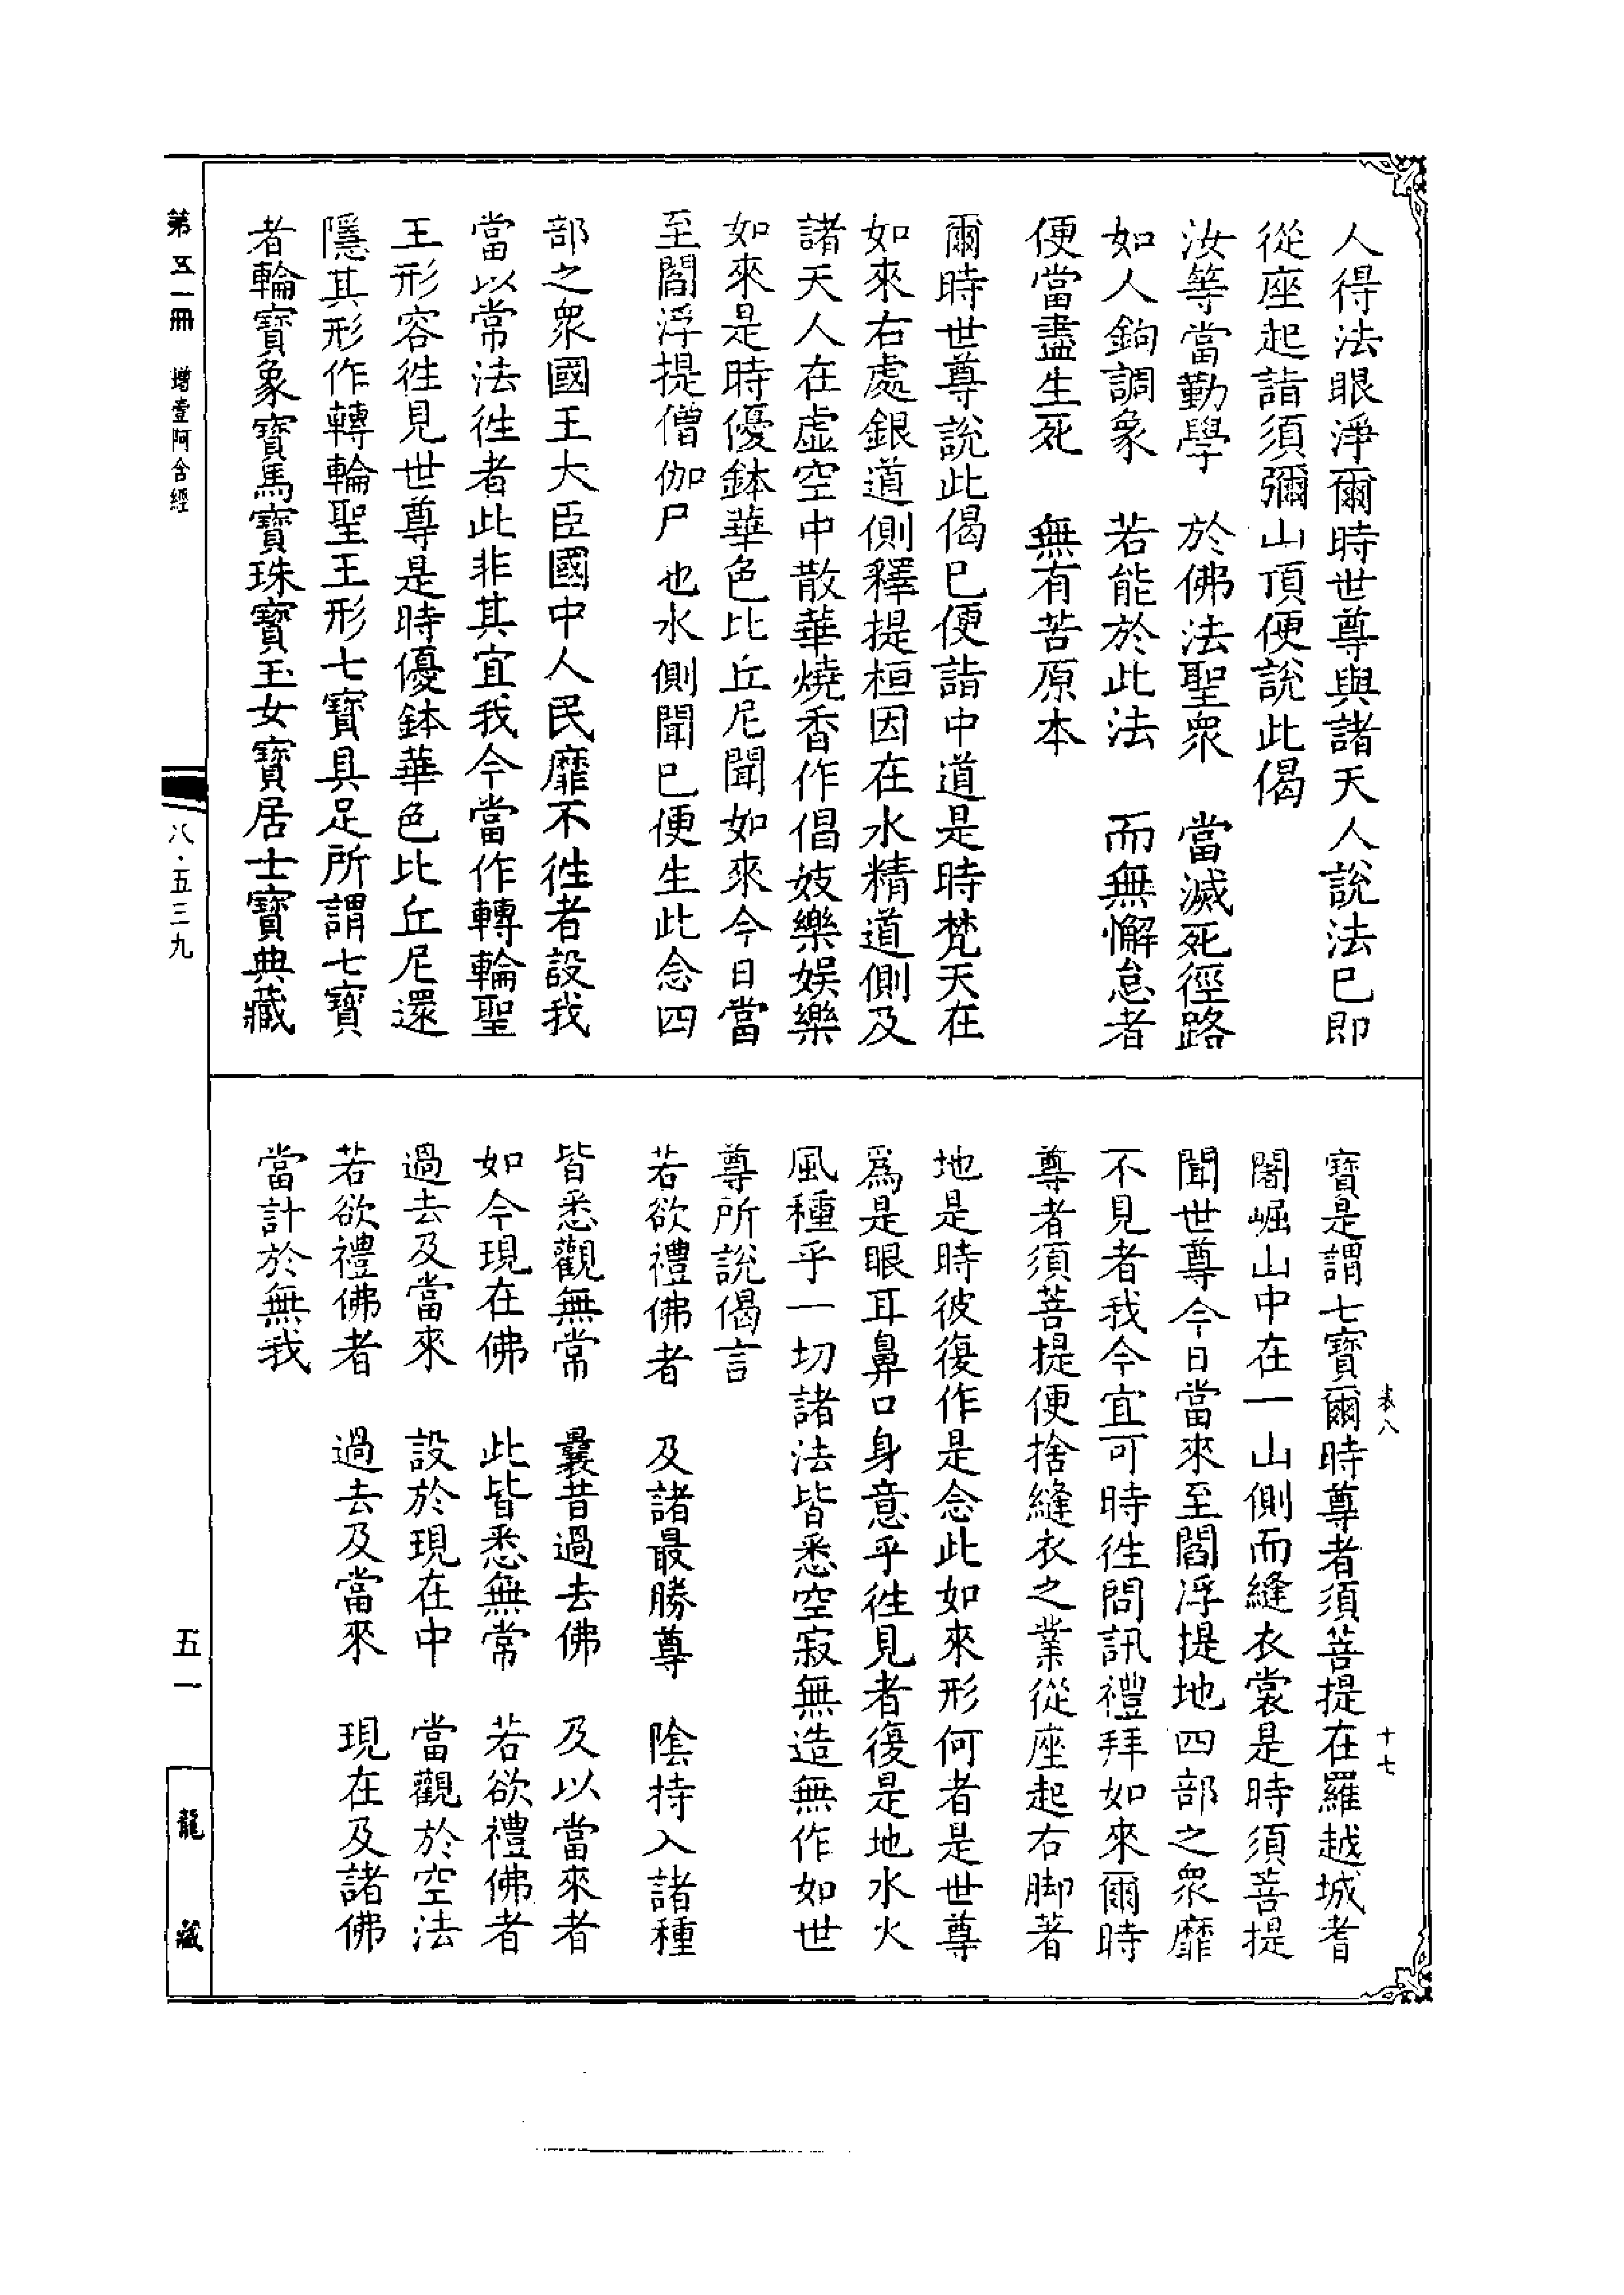 人得法眼淨爾時世尊與諸天人說法已即
從座起詣須彌山頂便說此偈
汝等當勤學　於佛法聖眾　當滅死徑路
如人鉤調象　若能於此法　而無懈怠者
便當盡生死　無有苦原本
爾時世尊說此偈已便詣中道是時梵天在
如來右處銀道側釋提桓因在水精道側及
諸天人在虛空中散華燒香作倡妓樂娛樂
如來是時優鉢華色比丘尼聞如來今日當
至閻浮提僧伽尸也水側聞已便生此念四
部之眾國王大臣國中人民靡不徃者設我
當以常法徃者此非其宜我今當作轉輪聖
王形容徃見世尊是時優鉢華色比丘尼還
隱其形作轉輪聖王形七寶具足所謂七寶
者輪寶象寶馬寶珠寶玉女寶居士寶典藏
寶是謂七寶爾時尊者須菩提在羅越城耆
闍崛山中在一山側而縫衣裳是時須菩提
聞世尊今日當來至閻浮提地四部之眾靡
不見者我今宜可時徃問訊禮拜如來爾時
尊者須菩提便捨縫衣之業從座起右脚著
地是時彼復作是念此如來形何者是世尊
為是眼耳鼻口身意乎徃見者復是地水火
風種乎一切諸法皆悉空寂無造無作如世
尊所說偈言
若欲禮佛者　及諸最勝尊　陰持入諸種
皆悉觀無常　曩昔過去佛　及以當來者
如今現在佛　此皆悉無常　若欲禮佛者
過去及當來　設於現在中　當觀於空法
若欲禮佛者　過去及當來　現在及諸佛
當計於無我
卷八
十七
第五一冊　增壹阿含經
八・五三九
五一
龍藏